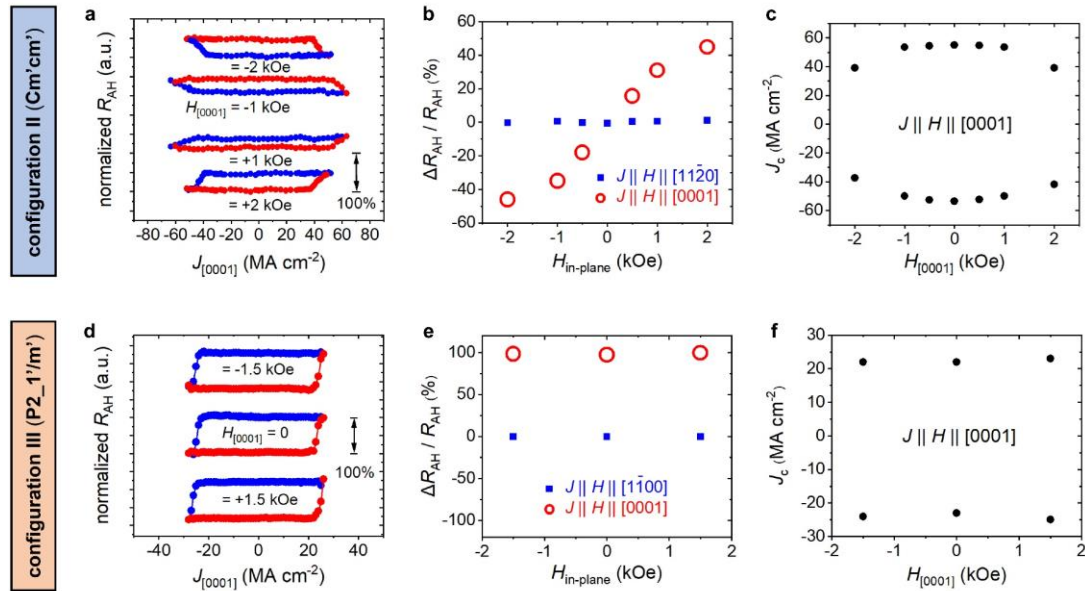 configuration II (Cm'cm')
a
normalized R_AH (a.u.)
= -2 kOe
H_[0001] = -1 kOe
= +1 kOe
= +2 kOe
100%
-80 -60 -40 -20 0 20 40 60 80
J_[0001] (MA cm⁻²)
b
ΔR_AH / R_AH (%)
60
40
20
0
-20
-40
-60
J || H || [112̄0]
J || H || [0001]
-2 -1 0 1 2
H_in-plane (kOe)
c
J_c (MA cm⁻²)
60
40
20
0
-20
-40
-60
J || H || [0001]
-2 -1 0 1 2
H_[0001] (kOe)
configuration III (P2_1'/m')
d
normalized R_AH (a.u.)
= -1.5 kOe
H_[0001] = 0
100%
= +1.5 kOe
-40 -20 0 20 40
J_[0001] (MA cm⁻²)
e
ΔR_AH / R_AH (%)
100
50
0
-50
-100
J || H || [11̄00]
J || H || [0001]
-2 -1 0 1 2
H_in-plane (kOe)
f
J_c (MA cm⁻²)
30
20
10
0
-10
-20
-30
J || H || [0001]
-2 -1 0 1 2
H_[0001] (kOe)